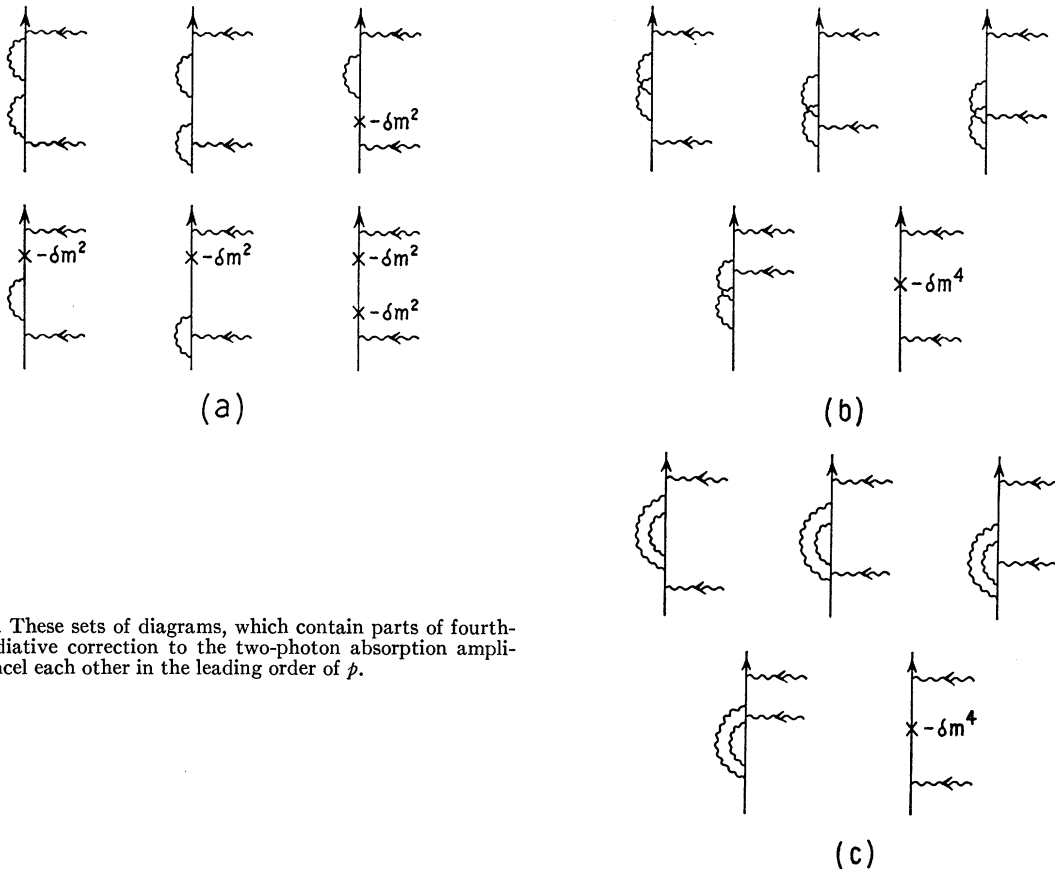 -δm²
-δm² -δm² -δm²
-δm²
(a)
-δm⁴
(b)
. These sets of diagrams, which contain parts of fourth-
diative correction to the two-photon absorption ampli-
ncel each other in the leading order of p.
-δm⁴
(c)